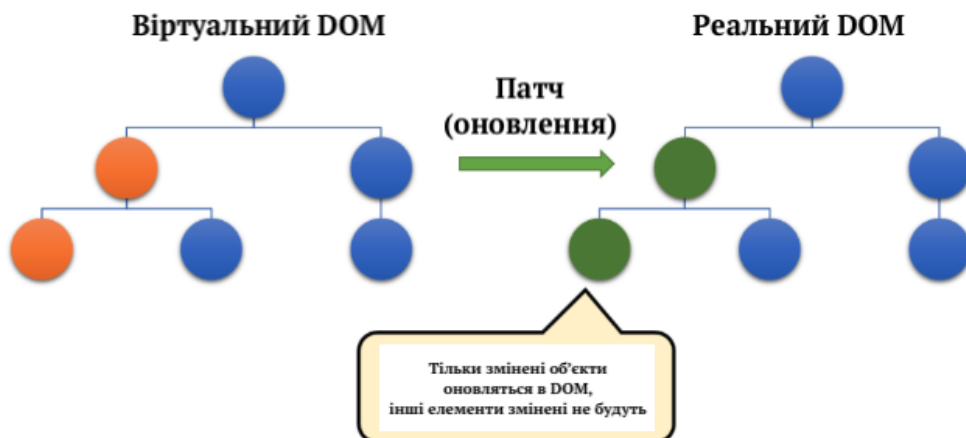 Віртуальний DOM
Реальний DOM
Патч
(оновлення)
Тільки змінені об'єкти
оновляться в DOM,
інші елементи змінені не будуть